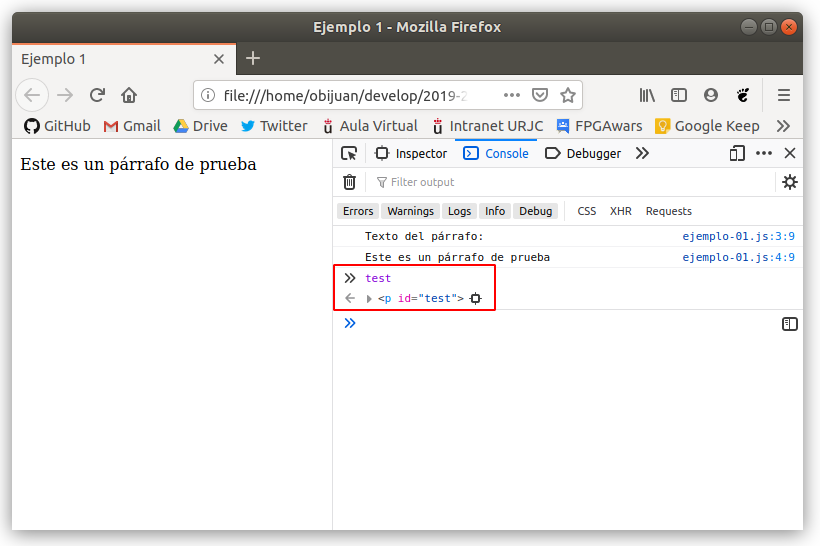 Ejemplo 1 - Mozilla Firefox
Ejemplo 1
file:///home/obijuan/develop/2019-2
GitHub Gmail Drive Twitter Aula Virtual Intranet URJC FPGAwars Google Keep
Este es un párrafo de prueba
Inspector Console Debugger
Filter output
Errors Warnings Logs Info Debug CSS XHR Requests
Texto del párrafo: ejemplo-01.js:3:9
Este es un párrafo de prueba ejemplo-01.js:4:9
test
<p id="test">